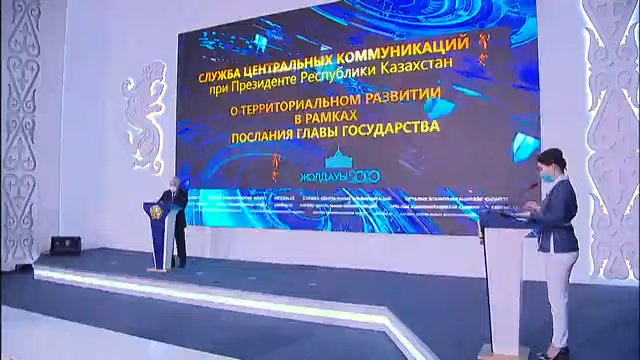 СЛУЖБА ЦЕНТРАЛЬНЫХ КОММУНИКАЦИЙ
при Президенте Республики Казахстан
О ТЕРРИТОРИАЛЬНОМ РАЗВИТИИ
В РАМКАХ
ПОСЛАНИЯ ГЛАВЫ ГОСУДАРСТВА
ЖОЛДАУЫ 2020